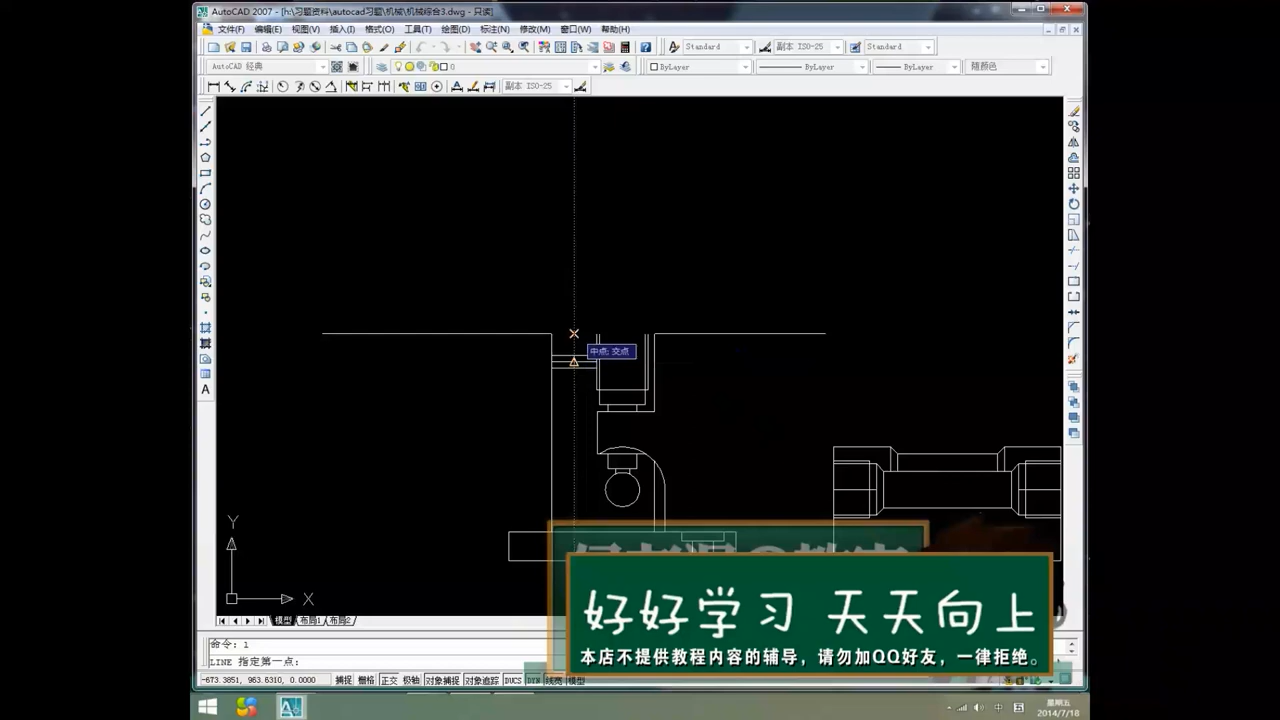 AutoCAD 2007 - [h:\习题资料\autocad习题\机械\机械综合3.dwg - 只读]
文件(F) 编辑(E) 视图(V) 插入(I) 格式(O) 工具(T) 绘图(D) 标注(N) 修改(M) 窗口(W) 帮助(H)
Standard 副本 ISO-25 Standard
AutoCAD 经典 0 ByLayer ByLayer ByLayer 随颜色
副本 ISO-25
A
中点: 交点
Y
X
模型 布局1 布局2
好好学习 天天向上
本店不提供教程内容的辅导，请勿加QQ好友，一律拒绝。
命令: l
LINE 指定第一点:
-673.3851, 963.0310, 0.0000 捕捉 栅格 正交 极轴 对象捕捉 对象追踪 DUCS DYN 线宽 模型
中 五 星期五
2014/7/18